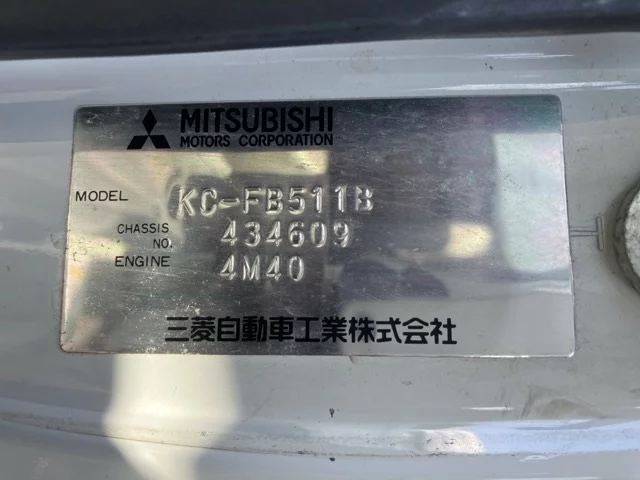 MITSUBISHI
MOTORS CORPORATION
MODEL KC-FB511B
CHASSIS NO. 434609
ENGINE 4M40
三菱自動車工業株式会社